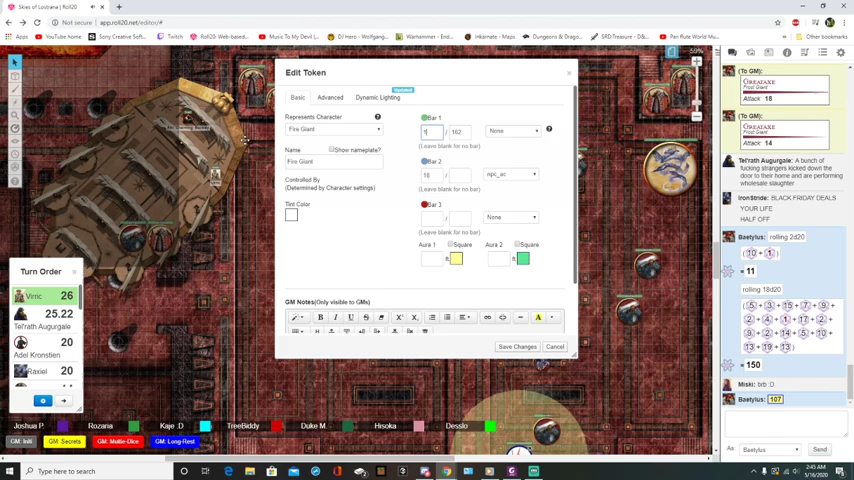 Skies of Lostrana | Roll20
Not secure | app.roll20.net/editor/#
Apps
YouTube home
Sony Creative Soft...
Twitch
Roll20: Web-based...
Music To My Devil (...
DJ Hero - Wolfgang...
Warhammer - End...
Inkarnate - Maps
Dungeons & Drago...
SRD:Treasure - D...
Pan flute World Mu...
Other bookmarks
59%
Edit Token
Updated
Basic
Advanced
Dynamic Lighting
Represents Character
Fire Giant
Name
Show nameplate?
Fire Giant
Controlled By
(Determined by Character settings)
Tint Color
Bar 1
/ 162
None
(Leave blank for no bar)
Bar 2
18 /
npc_ac
(Leave blank for no bar)
Bar 3
/
None
(Leave blank for no bar)
Aura 1
Square
Aura 2
Square
ft.
ft.
GM Notes(Only visible to GMs)
Save Changes
Cancel
Turn Order
Virric 26
25.22
Tel'rath Augurgale
20
Adel Kronstien
Raxiel 20
Joshua P.
Rozaria
Kaje :D
TreeBiddy
Duke M.
Hisoka
Dessilo
GM: Initi
GM: Secrets
GM: Multi-Dice
GM: Long-Rest
(To GM):
Greataxe
Frost Giant
Attack 18
(To GM):
Greataxe
Frost Giant
Attack 14
Tel'rath Augurgale: A bunch of
fucking strangers kicked down the
door to their home and are performing
wholesale slaughter
IronStride: BLACK FRIDAY DEALS
YOUR LIFE
HALF OFF
Baetylus: rolling 2d20
(10 + 1)
= 11
rolling 18d20
= 150
Miski: brb :D
Baetylus: 107
As
Baetylus
Send
Type here to search
2:45 AM
5/16/2020